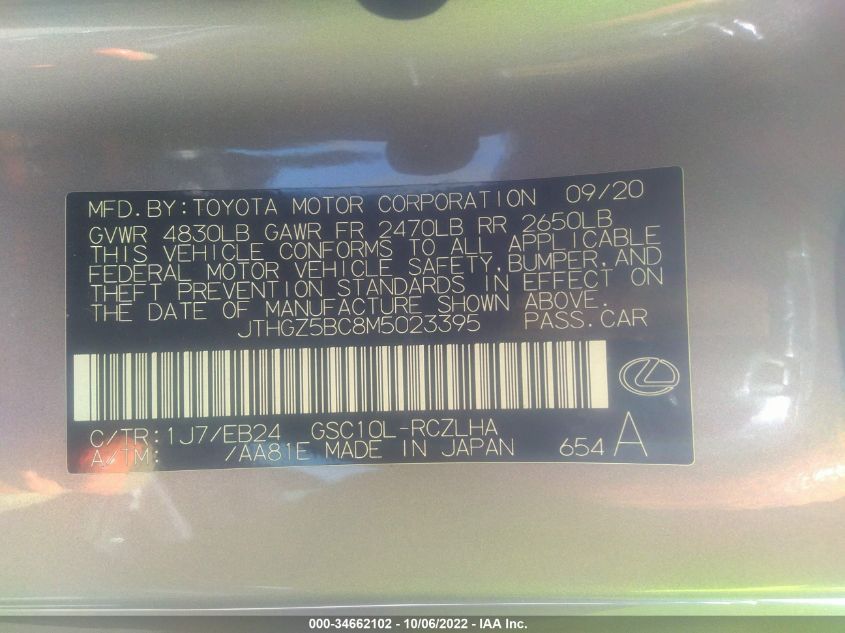 MFD.BY:TOYOTA MOTOR CORPORATION 09/20
GVWR 4830LB GAWR FR 2470LB RR 2650LB
THIS VEHICLE CONFORMS TO ALL APPLICABLE
FEDERAL MOTOR VEHICLE SAFETY,BUMPER,AND
THEFT PREVENTION STANDARDS IN EFFECT ON
THE DATE OF MANUFACTURE SHOWN ABOVE.
JTHGZ5BC8M5023395 PASS.CAR
C/TR:1J7/EB24 GSC10L-RCZLHA
A/TM: /AA81E MADE IN JAPAN 654 A
000-34662102 - 10/06/2022 - IAA Inc.